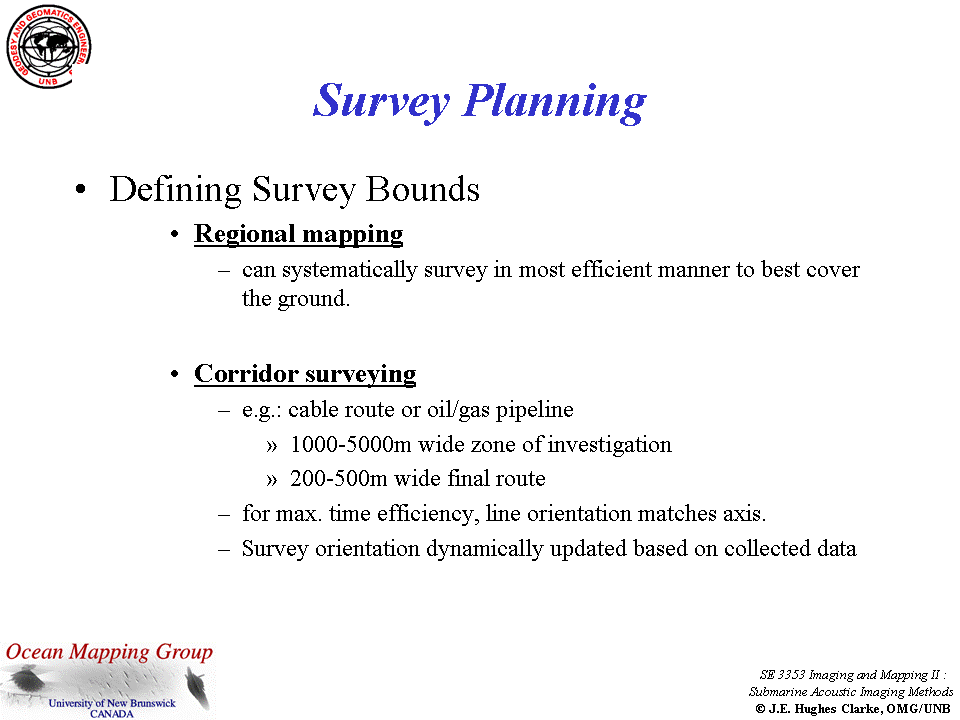 GEODESY AND GEOMATICS ENGINEER
UNB
Survey Planning
• Defining Survey Bounds
• Regional mapping
– can systematically survey in most efficient manner to best cover
the ground.
• Corridor surveying
– e.g.: cable route or oil/gas pipeline
» 1000-5000m wide zone of investigation
» 200-500m wide final route
– for max. time efficiency, line orientation matches axis.
– Survey orientation dynamically updated based on collected data
Ocean Mapping Group
University of New Brunswick
CANADA
SE 3353 Imaging and Mapping II :
Submarine Acoustic Imaging Methods
© J.E. Hughes Clarke, OMG/UNB